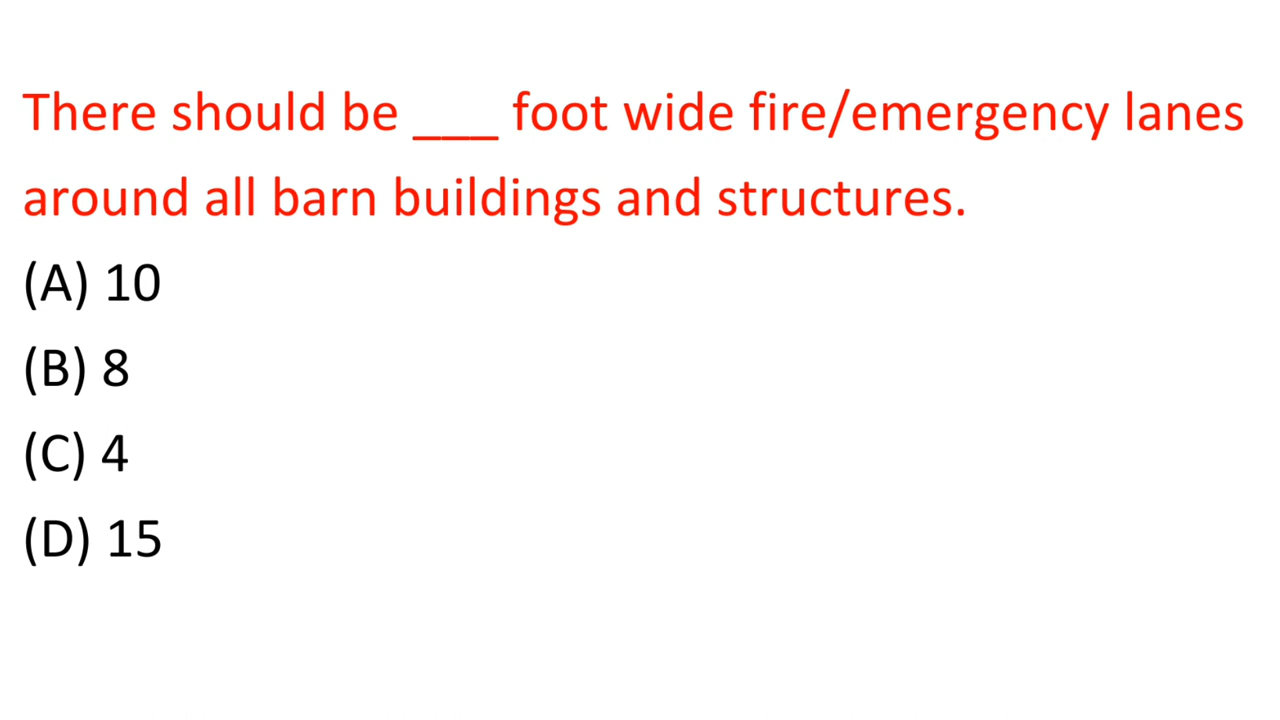 There should be ___ foot wide fire/emergency lanes
around all barn buildings and structures.
(A) 10
(B) 8
(C) 4
(D) 15